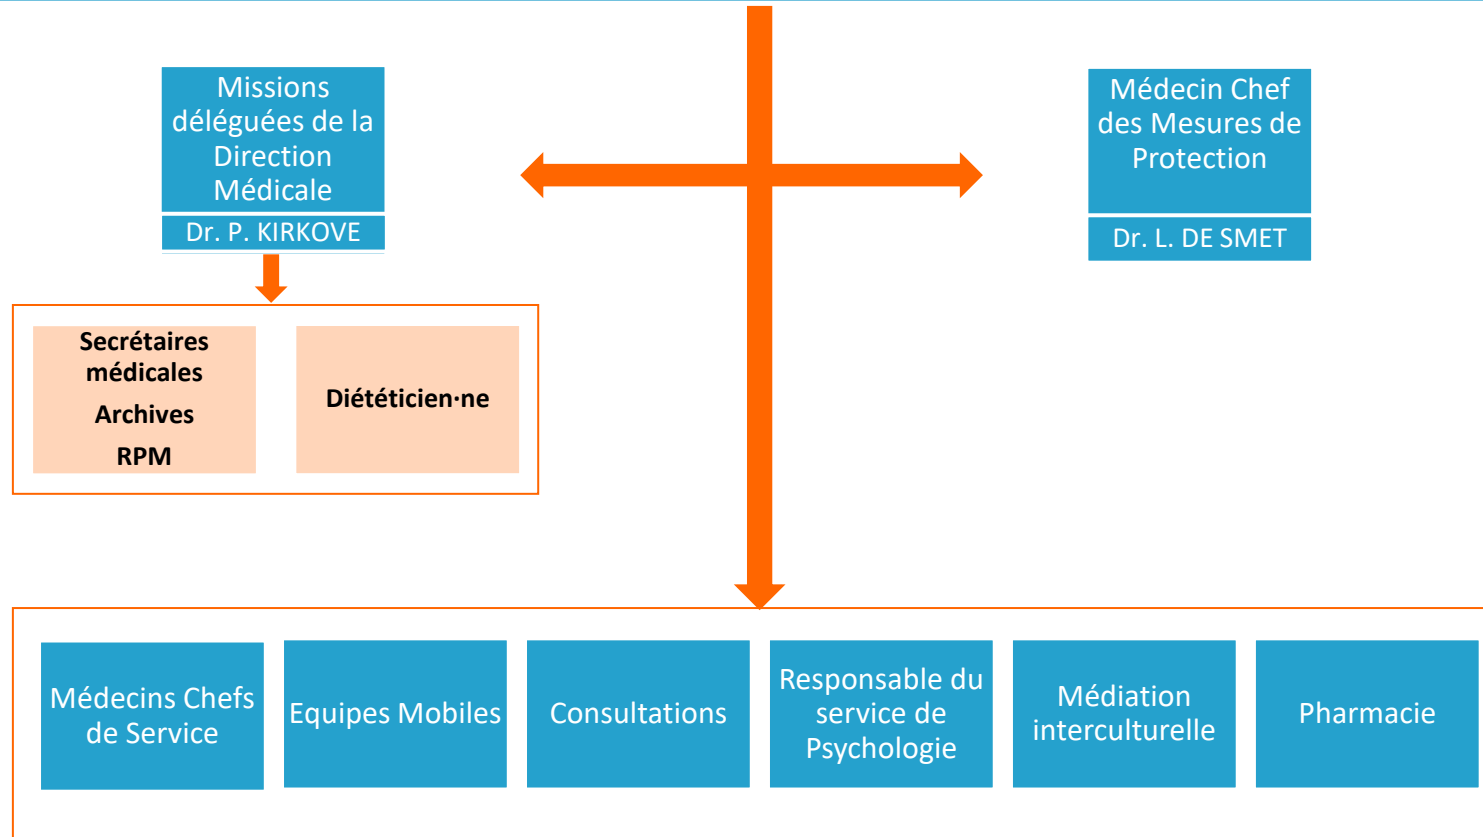 Missions
déléguées de la
Direction
Médicale
Dr. P. KIRKOVE
Médecin Chef
des Mesures de
Protection
Dr. L. DE SMET
Secrétaires
médicales
Archives
RPM
Diététicien·ne
Médecins Chefs
de Service
Equipes Mobiles
Consultations
Responsable du
service de
Psychologie
Médiation
interculturelle
Pharmacie